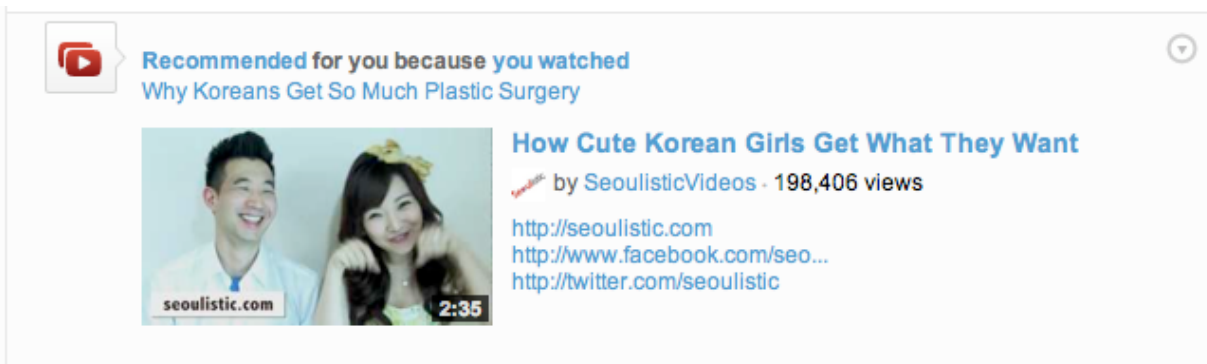 Recommended for you because you watched
Why Koreans Get So Much Plastic Surgery
How Cute Korean Girls Get What They Want
by SeoulisticVideos - 198,406 views
http://seoulistic.com
http://www.facebook.com/seo...
http://twitter.com/seoulistic
seoulistic.com
2:35